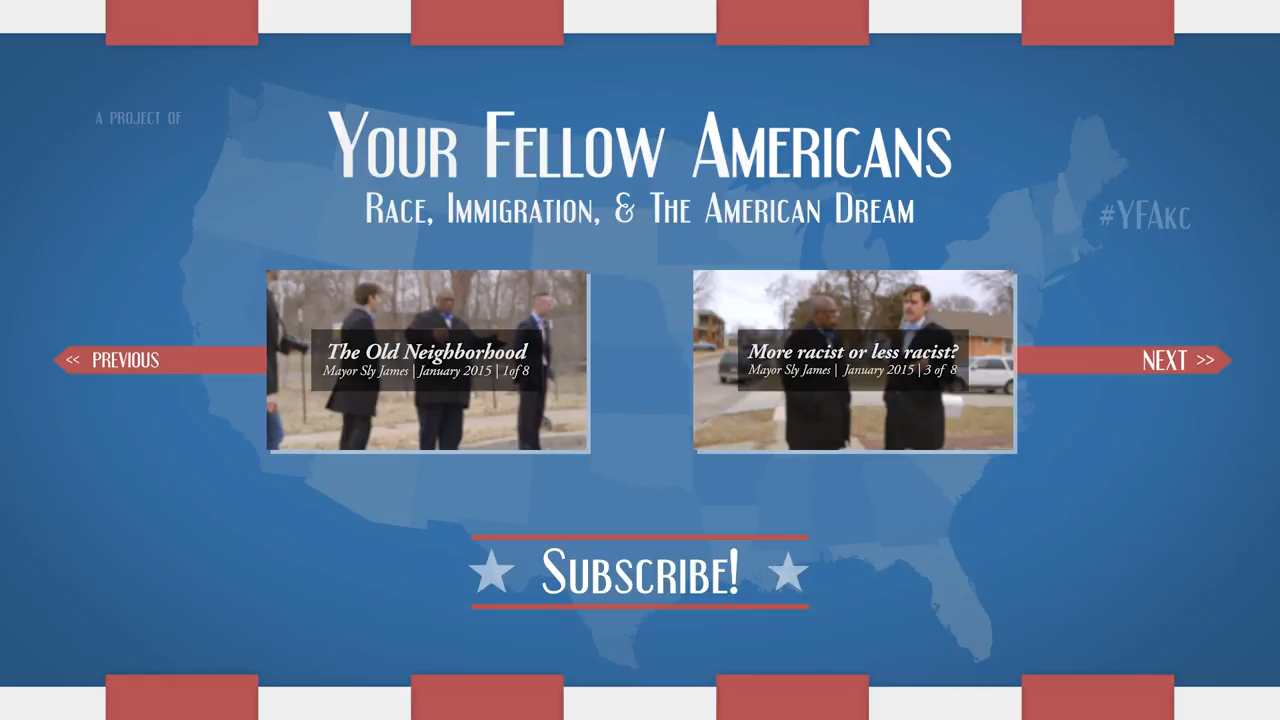 A PROJECT OF
YOUR FELLOW AMERICANS
RACE, IMMIGRATION, & THE AMERICAN DREAM
#YFAKC
<< PREVIOUS
The Old Neighborhood
Mayor Sly James | January 2015 | 1of 8
More racist or less racist?
Mayor Sly James | January 2015 | 3 of 8
NEXT >>
SUBSCRIBE!